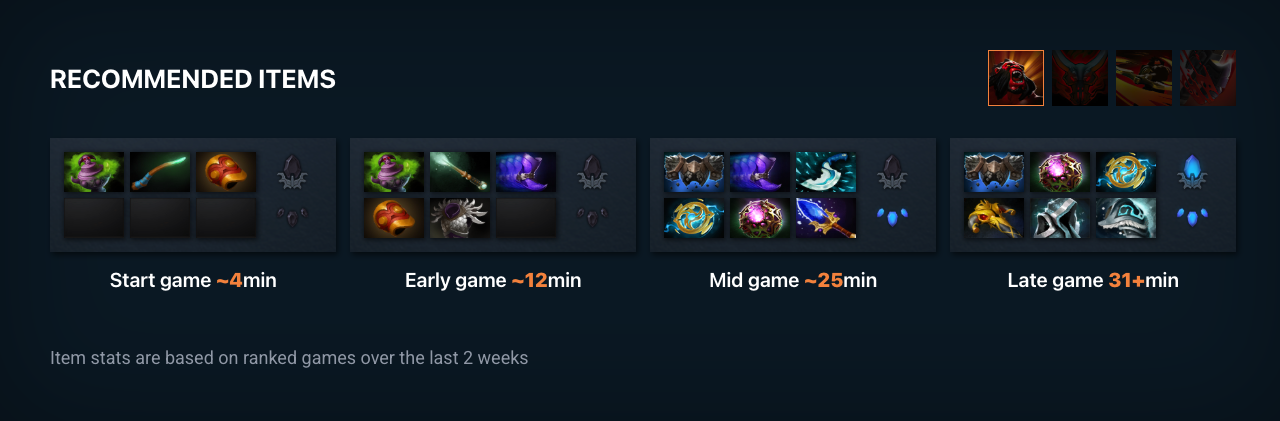 RECOMMENDED ITEMS
Start game ~4min
Early game ~12min
Mid game ~25min
Late game 31+min
Item stats are based on ranked games over the last 2 weeks